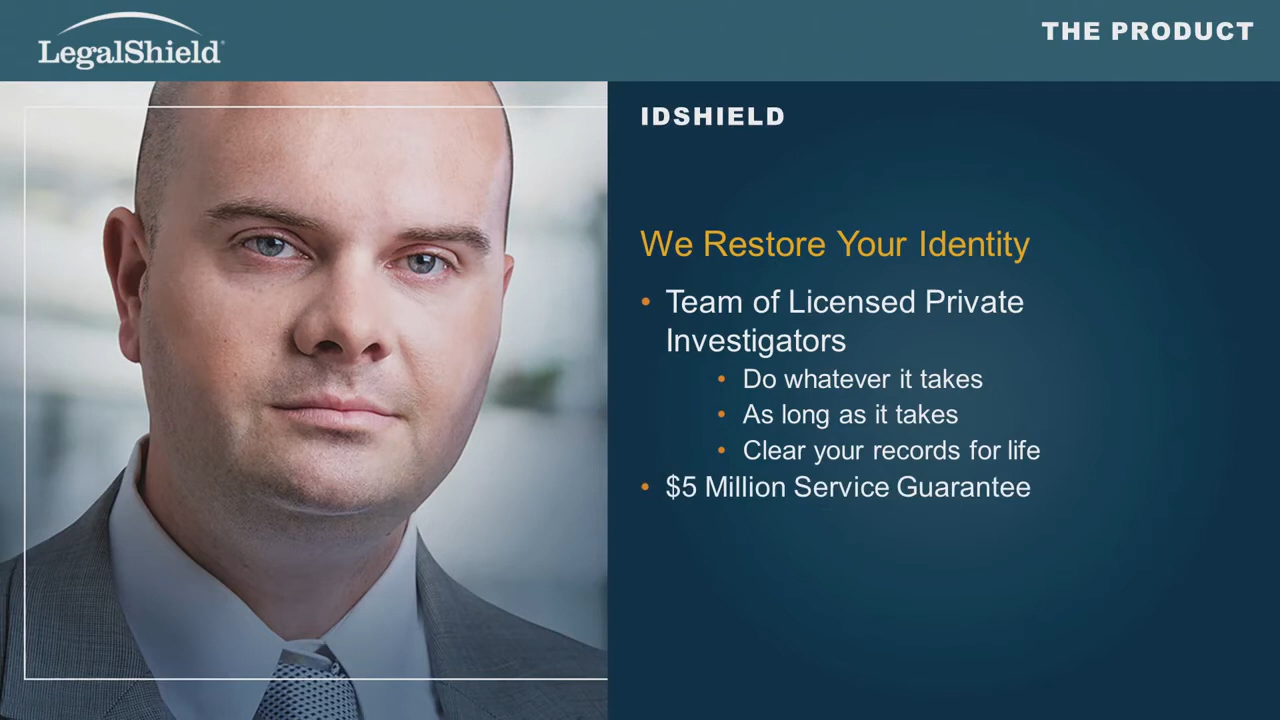 LegalShield
THE PRODUCT
IDSHIELD
We Restore Your Identity
• Team of Licensed Private
Investigators
• Do whatever it takes
• As long as it takes
• Clear your records for life
• $5 Million Service Guarantee